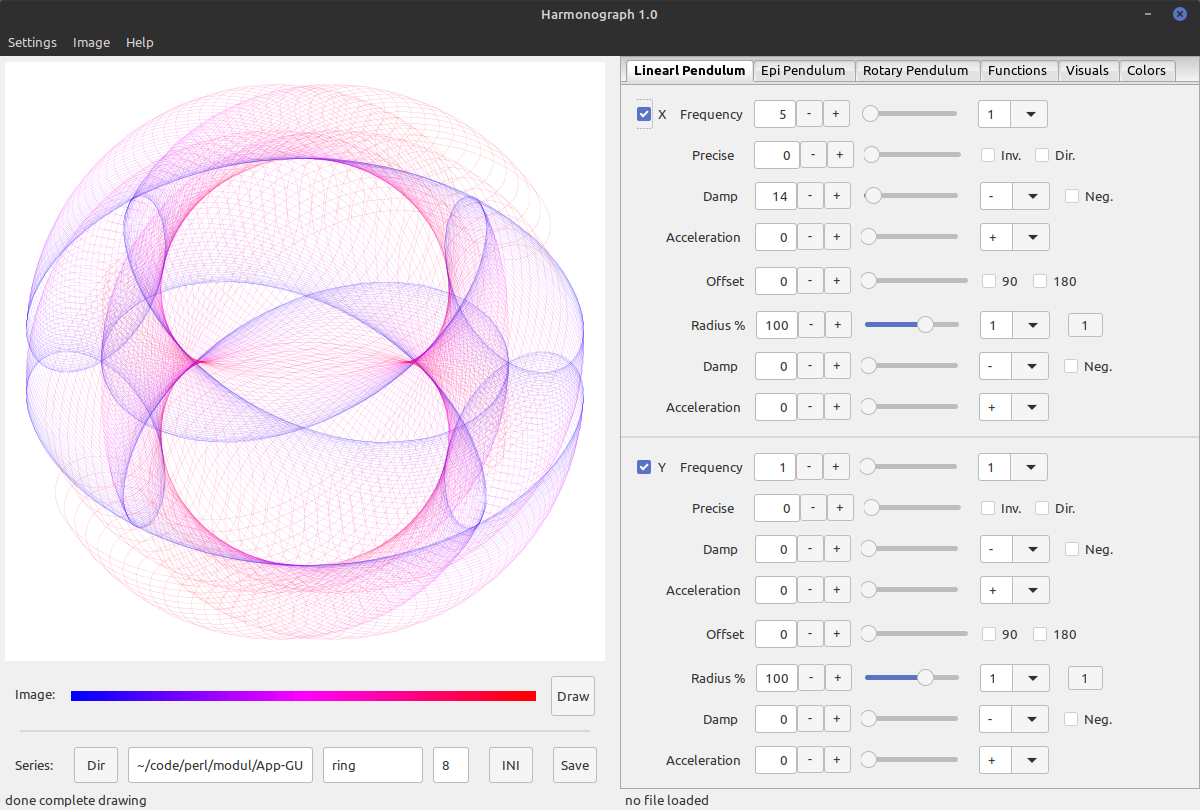 Harmonograph 1.0
Settings Image Help
Linearl Pendulum Epi Pendulum Rotary Pendulum Functions Visuals Colors
X Frequency 5 - + 1
Precise 0 - + Inv. Dir.
Damp 14 - + - Neg.
Acceleration 0 - + +
Offset 0 - + 90 180
Radius % 100 - + 1 1
Damp 0 - + - Neg.
Acceleration 0 - + +
Y Frequency 1 - + 1
Precise 0 - + Inv. Dir.
Damp 0 - + - Neg.
Acceleration 0 - + +
Offset 0 - + 90 180
Radius % 100 - + 1 1
Damp 0 - + - Neg.
Acceleration 0 - + +
Image: Draw
Series: Dir ~/code/perl/modul/App-GU ring 8 INI Save
done complete drawing
no file loaded